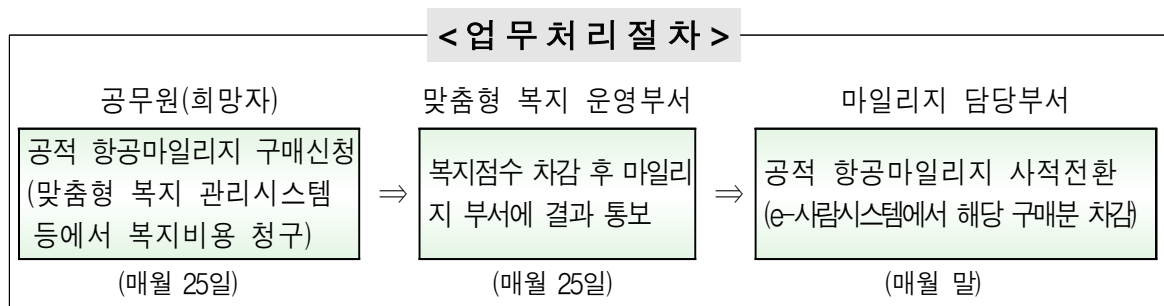 <업무처리절차>
공무원(희망자)
공적 항공마일리지 구매신청
(맞춤형 복지 관리시스템
등에서 복지비용 청구)
(매월 25일)
⇒
맞춤형 복지 운영부서
복지점수 차감 후 마일리
지 부서에 결과 통보
(매월 25일)
⇒
마일리지 담당부서
공적 항공마일리지 사적전환
(e-사람시스템에서 해당 구매분 차감)
(매월 말)